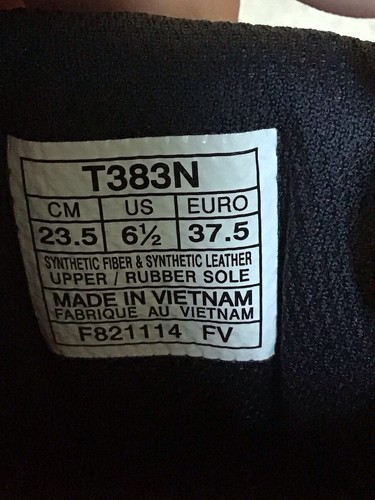 T383N
CM US EURO
23.5 6½ 37.5
SYNTHETIC FIBER & SYNTHETIC LEATHER
UPPER / RUBBER SOLE
MADE IN VIETNAM
FABRIQUE AU VIETNAM
F821114 FV